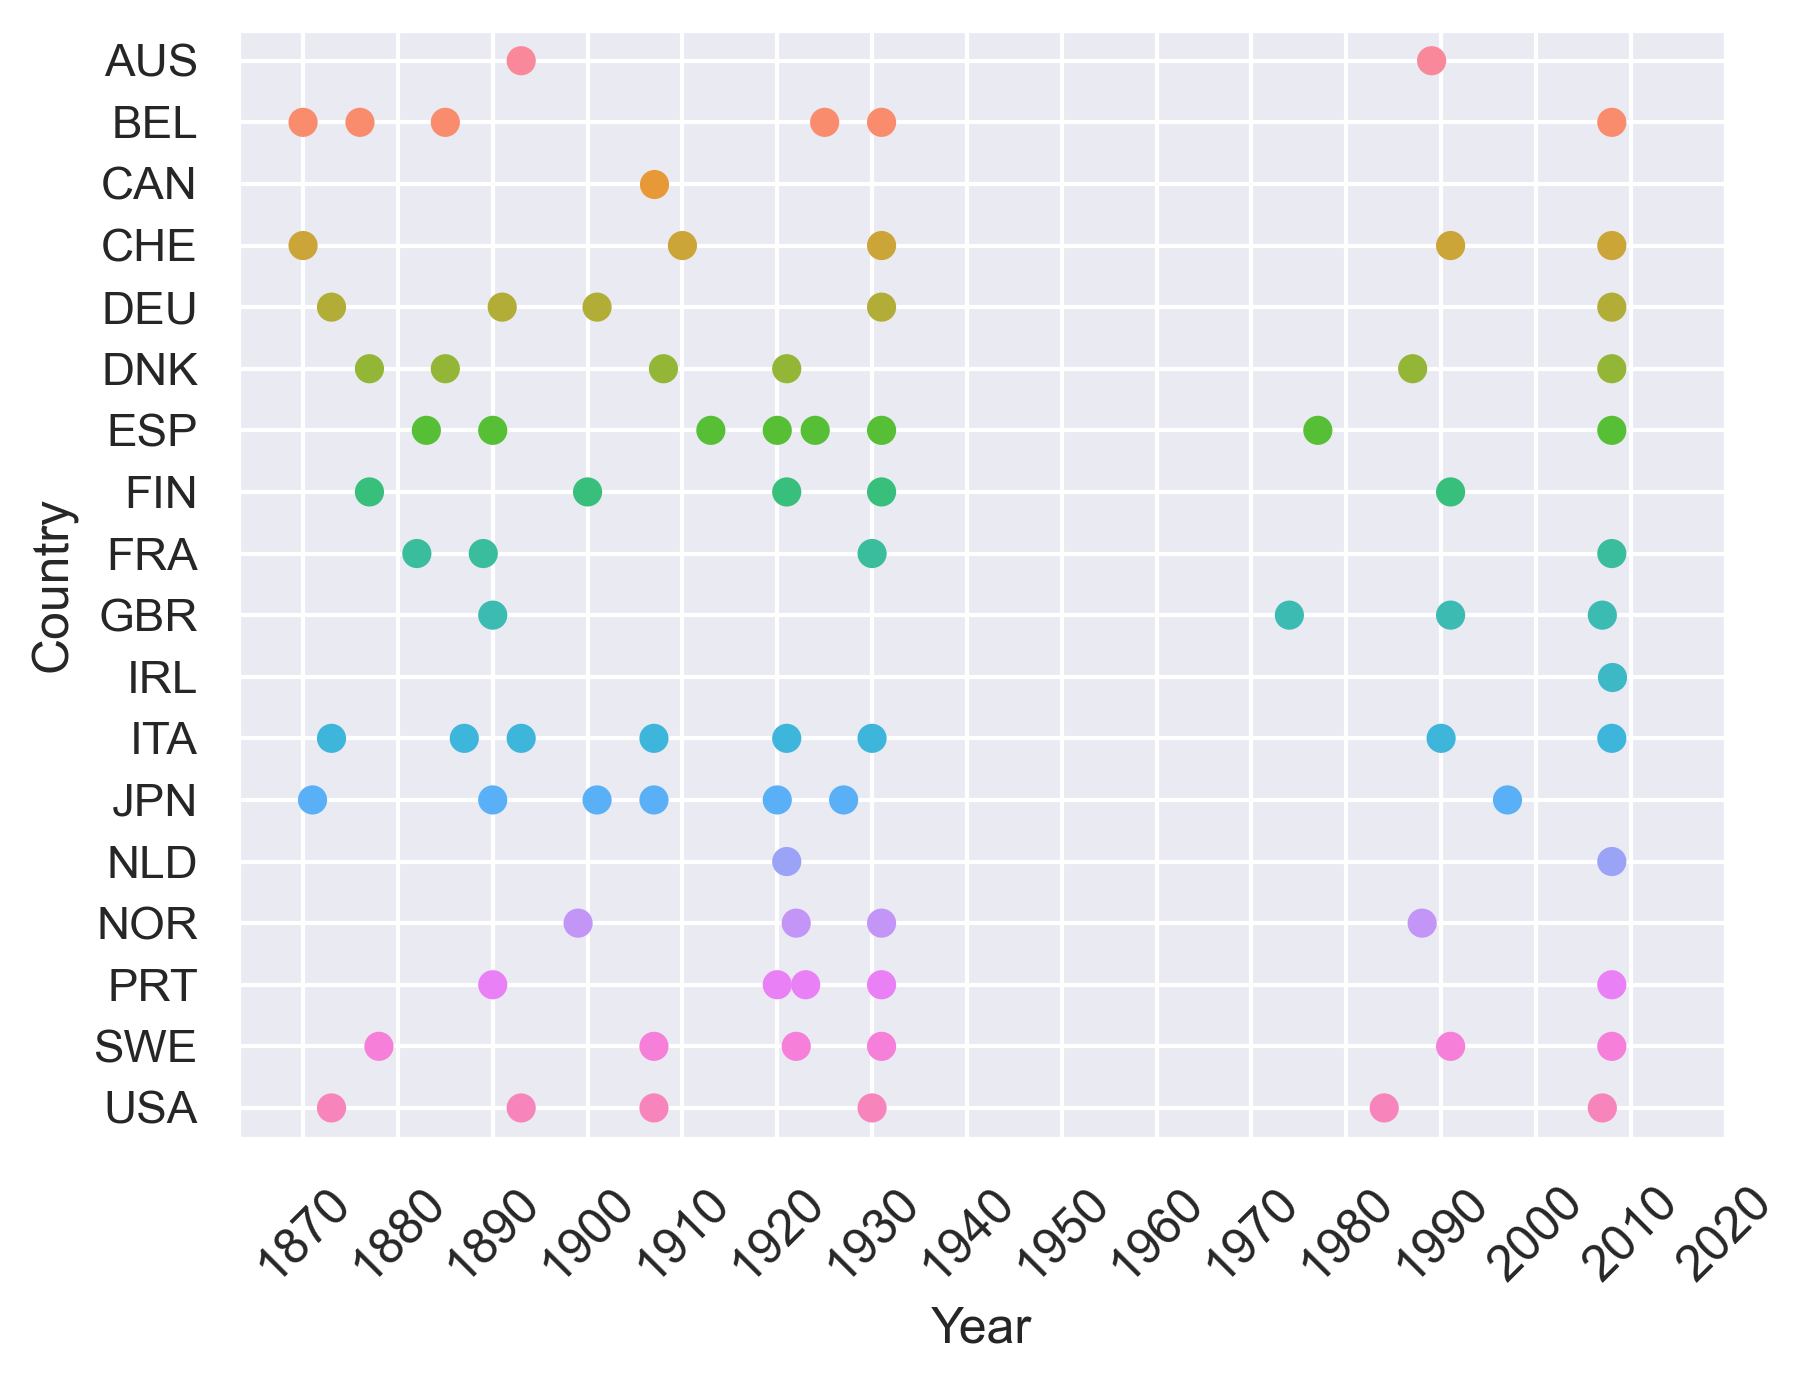 AUS
BEL
CAN
CHE
DEU
DNK
ESP
FIN
FRA
GBR
IRL
ITA
JPN
NLD
NOR
PRT
SWE
USA
Country
1870 1880 1890 1900 1910 1920 1930 1940 1950 1960 1970 1980 1990 2000 2010 2020
Year